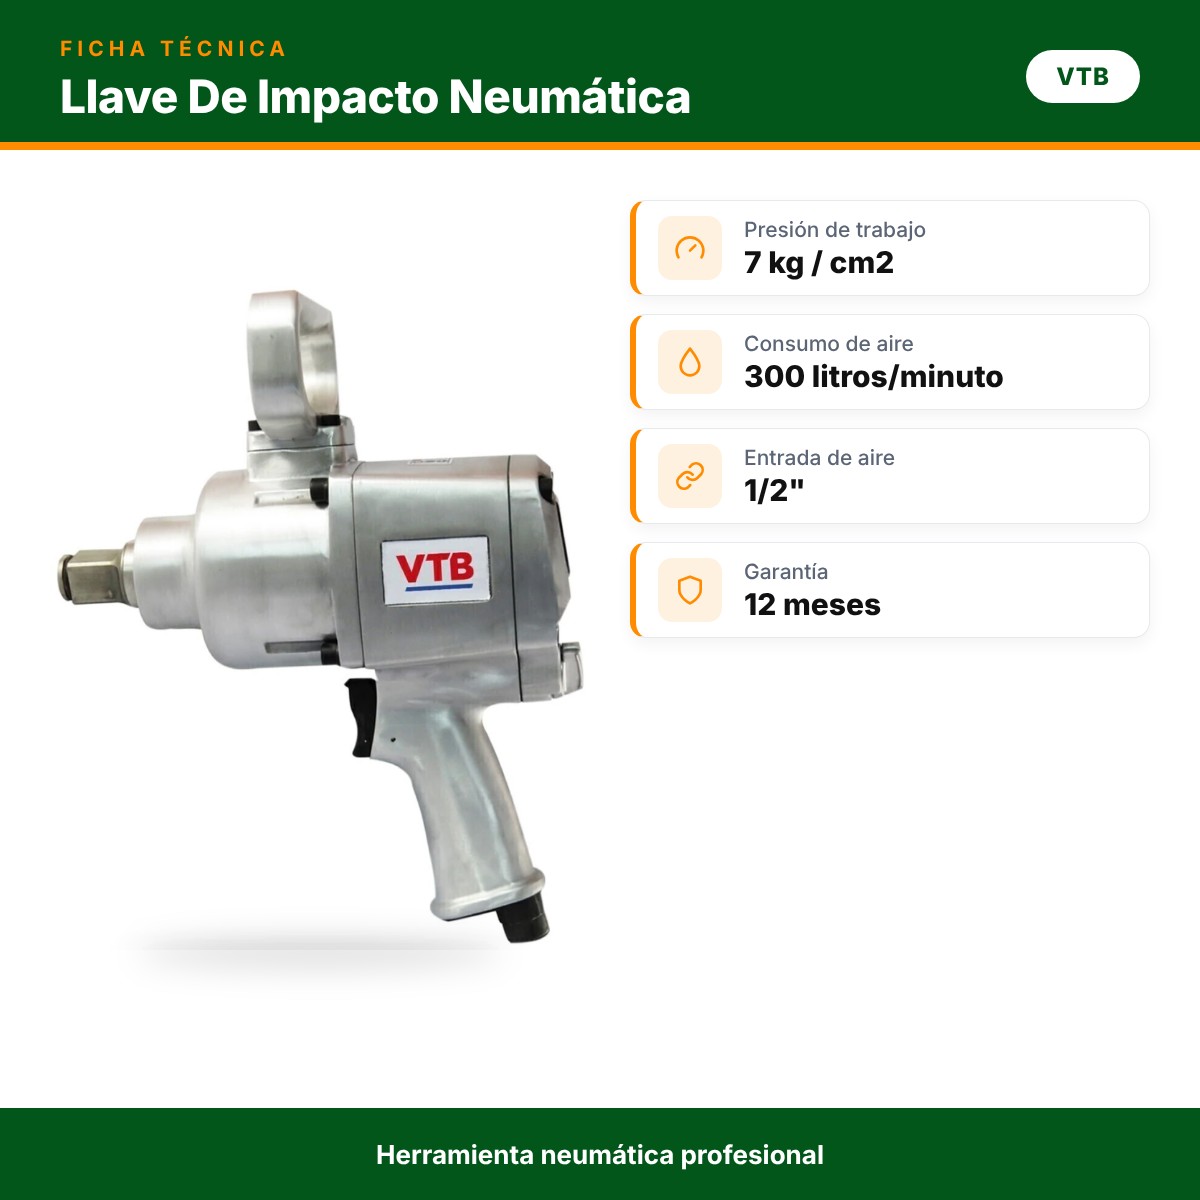 FICHA TÉCNICA
Llave De Impacto Neumática
VTB
Presión de trabajo
7 kg / cm2
Consumo de aire
300 litros/minuto
Entrada de aire
1/2"
Garantía
12 meses
VTB
Herramienta neumática profesional